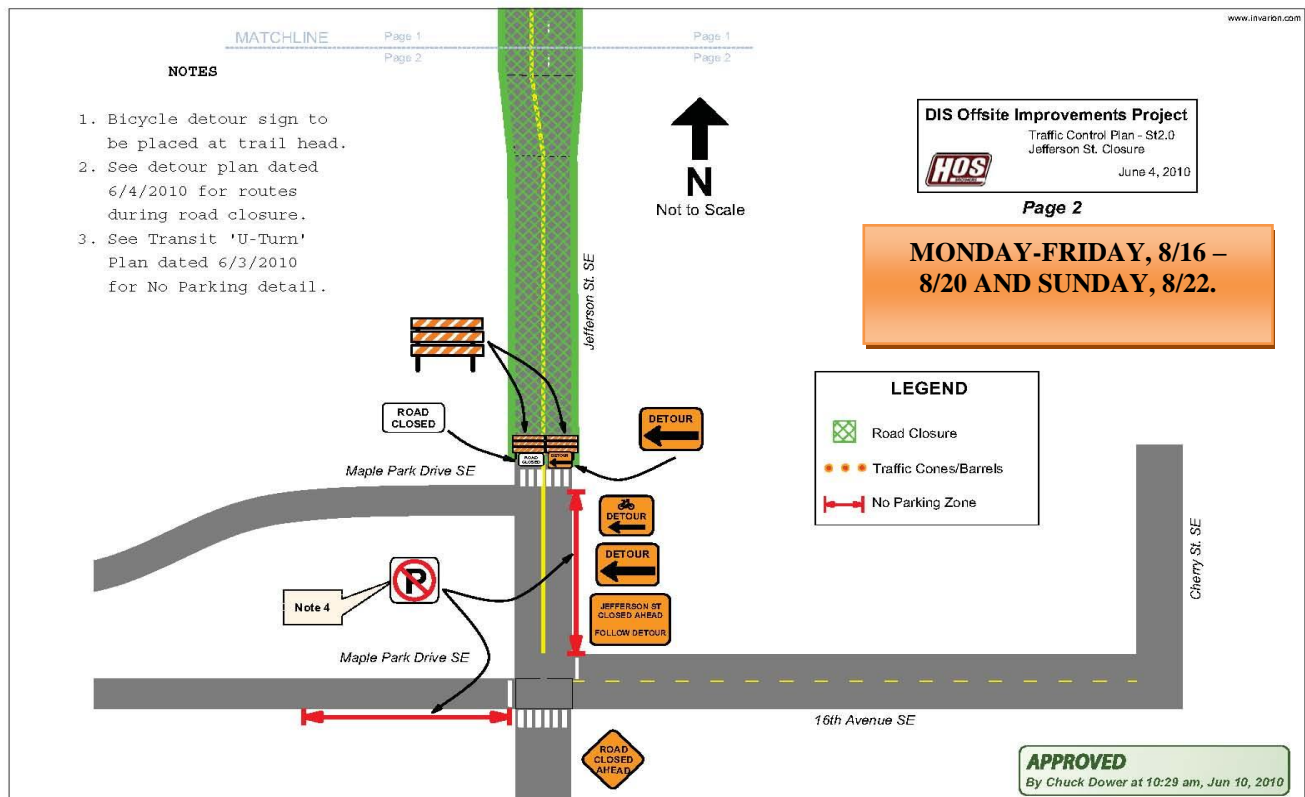 www.invarion.com
MATCHLINE Page 1 Page 1
Page 2 Page 2
NOTES
1. Bicycle detour sign to
be placed at trail head.
2. See detour plan dated
6/4/2010 for routes
during road closure.
3. See Transit 'U-Turn'
Plan dated 6/3/2010
for No Parking detail.
N
Not to Scale
DIS Offsite Improvements Project
Traffic Control Plan - St2.0
Jefferson St. Closure
HOS
June 4, 2010
Page 2
MONDAY-FRIDAY, 8/16 –
8/20 AND SUNDAY, 8/22.
Jefferson St. SE
LEGEND
Road Closure
Traffic Cones/Barrels
No Parking Zone
ROAD
CLOSED
DETOUR
ROAD
CLOSED
DETOUR
Maple Park Drive SE
DETOUR
DETOUR
P
Note 4
JEFFERSON ST
CLOSED AHEAD
FOLLOW DETOUR
Maple Park Drive SE
Cherry St. SE
16th Avenue SE
ROAD
CLOSED
AHEAD
APPROVED
By Chuck Dower at 10:29 am, Jun 10, 2010